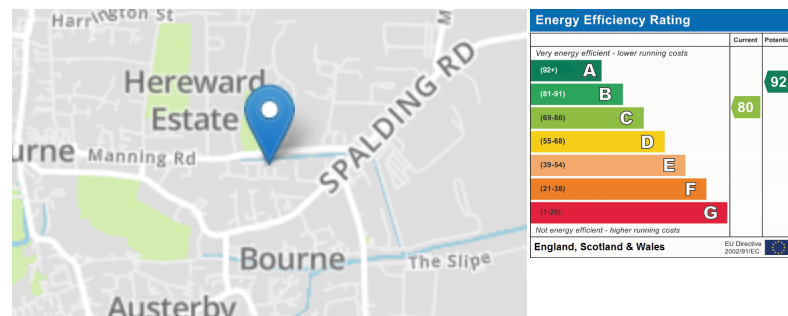 Harrington St
M
Hereward
Estate
SPALDING RD
urne
Manning Rd
Bourne
The Slipe
Austerby
Energy Efficiency Rating
Current
Potenti
Very energy efficient - lower running costs
(92+) A
(81-91) B
(69-80) C
(55-68) D
(39-54) E
(21-38) F
(1-20) G
80
92
Not energy efficient - higher running costs
England, Scotland & Wales
EU Directive
2002/91/EC